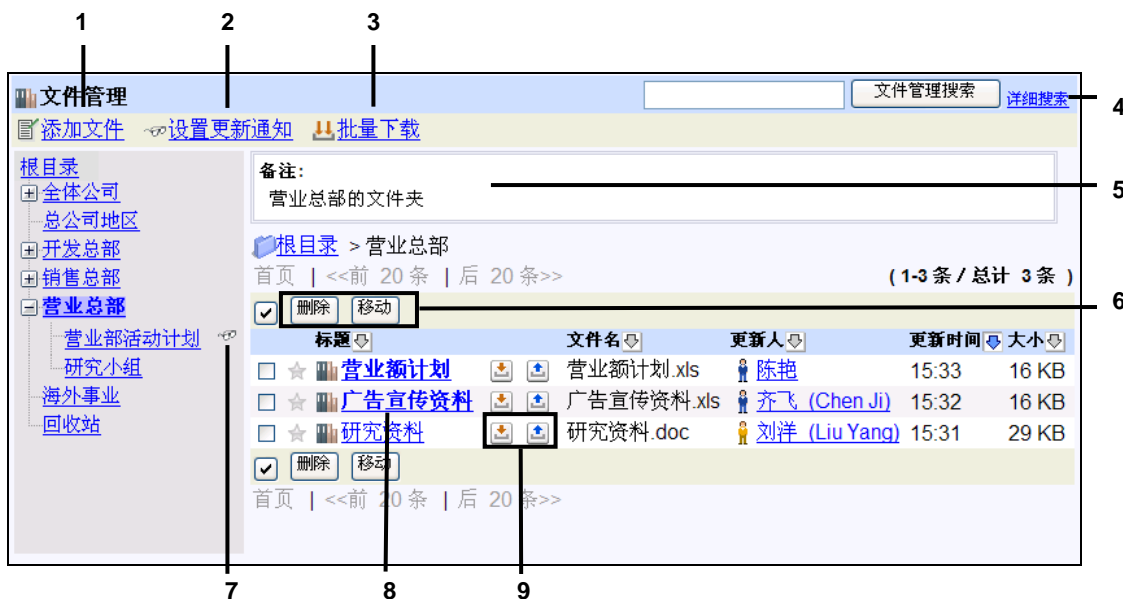 1 2 3
文件管理 文件管理搜索 详细搜索 4
添加文件 设置更新通知 批量下载
根目录
全体公司
总公司地区
开发总部
销售总部
营业总部
营业部活动计划
研究小组
海外事业
回收站
备注:
营业总部的文件夹 5
根目录 > 营业总部
首页 | <<前 20 条 | 后 20 条>> ( 1-3 条 / 总计 3 条 )
删除 移动 6
标题 文件名 更新人 更新时间 大小
营业额计划 营业额计划.xls 陈艳 15:33 16 KB
广告宣传资料 广告宣传资料.xls 齐飞 (Chen Ji) 15:32 16 KB
研究资料 研究资料.doc 刘洋 (Liu Yang) 15:31 29 KB
删除 移动
首页 | <<前 20 条 | 后 20 条>>
7 8 9